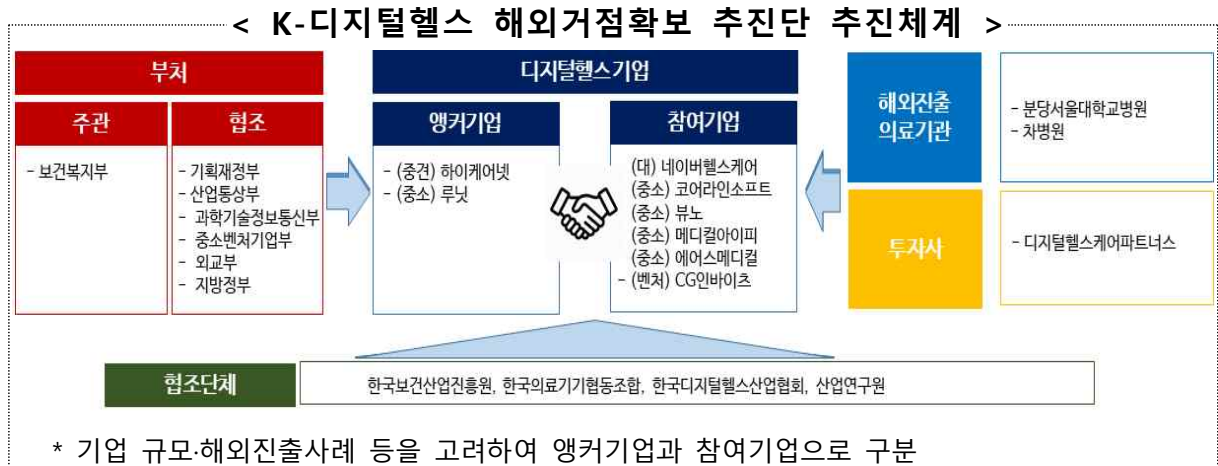 < K-디지털헬스 해외거점확보 추진단 추진체계 >
부처
주관
- 보건복지부
협조
- 기획재정부
- 산업통상부
- 과학기술정보통신부
- 중소벤처기업부
- 외교부
- 지방정부
디지털헬스기업
앵커기업
- (중견) 하이케어넷
- (중소) 루닛
참여기업
(대) 네이버헬스케어
(중소) 코어라인소프트
(중소) 뷰노
(중소) 메디컬아이피
(중소) 에어스메디컬
- (벤처) CG인바이츠
해외진출
의료기관
- 분당서울대학교병원
- 차병원
투자사
- 디지털헬스케어파트너스
협조단체
한국보건산업진흥원, 한국의료기기협동조합, 한국디지털헬스산업협회, 산업연구원
* 기업 규모·해외진출사례 등을 고려하여 앵커기업과 참여기업으로 구분